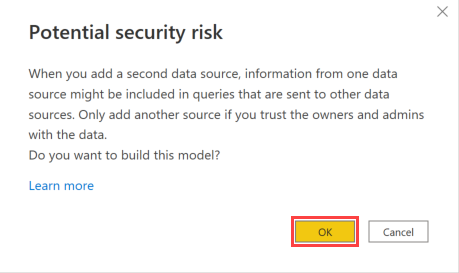 Potential security risk
When you add a second data source, information from one data
source might be included in queries that are sent to other data
sources. Only add another source if you trust the owners and admins
with the data.
Do you want to build this model?
Learn more
OK
Cancel